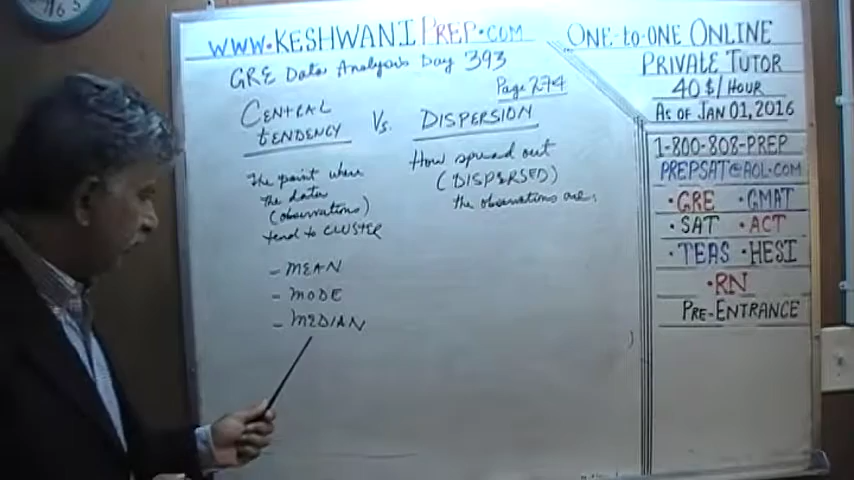 WWW.KESHWANIPREP.COM
GRE Data Analysis Day 393
Page 274
CENTRAL
TENDENCY
Vs.
DISPERSION
The point where
the data
(observations)
tend to CLUSTER
- MEAN
- MODE
- MEDIAN
How spread out
(DISPERSED)
the observations are.
ONE-to-ONE ONLINE
PRIVATE TUTOR
40 $/HOUR
AS OF JAN 01, 2016
1-800-808-PREP
PREPSAT@AOL.COM
• GRE • GMAT
• SAT • ACT
• TEAS • HESI
• RN
PRE-ENTRANCE